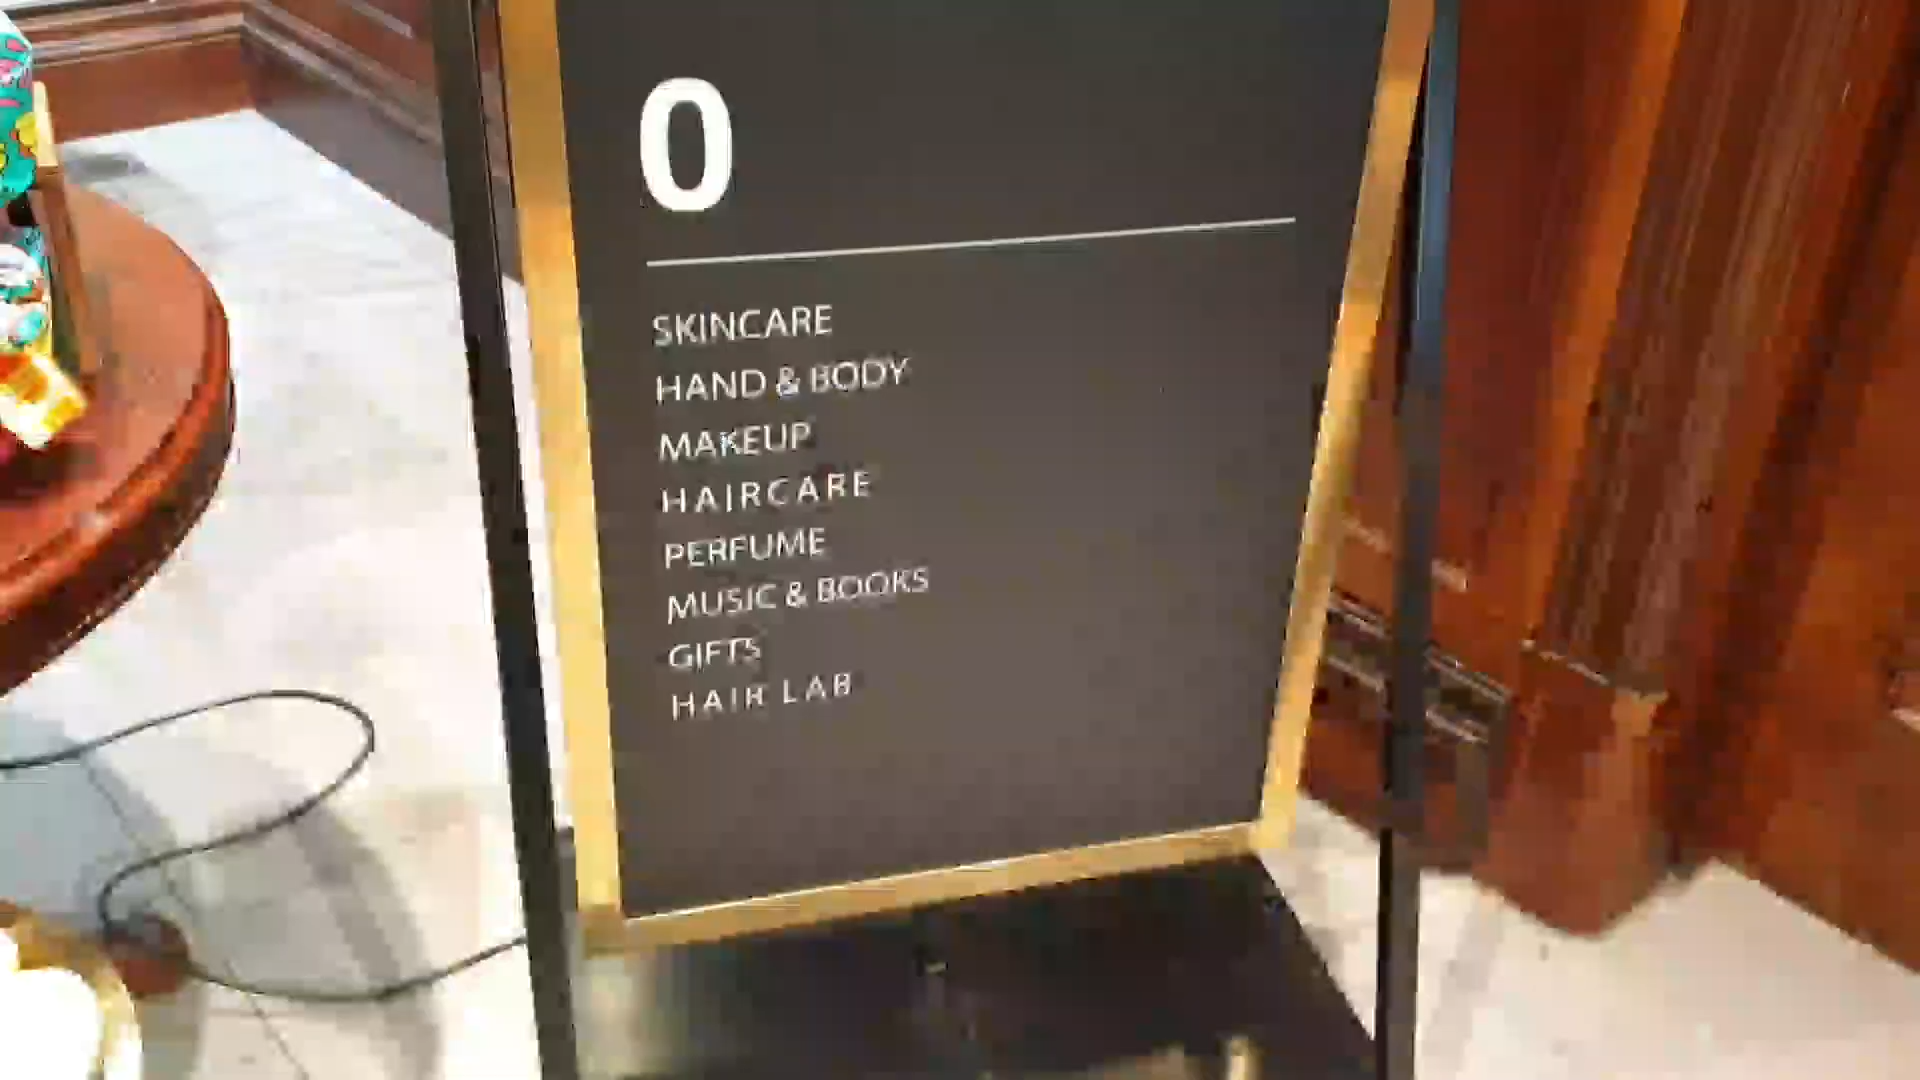 0
SKINCARE
HAND & BODY
MAKEUP
HAIRCARE
PERFUME
MUSIC & BOOKS
GIFTS
HAIR LAB